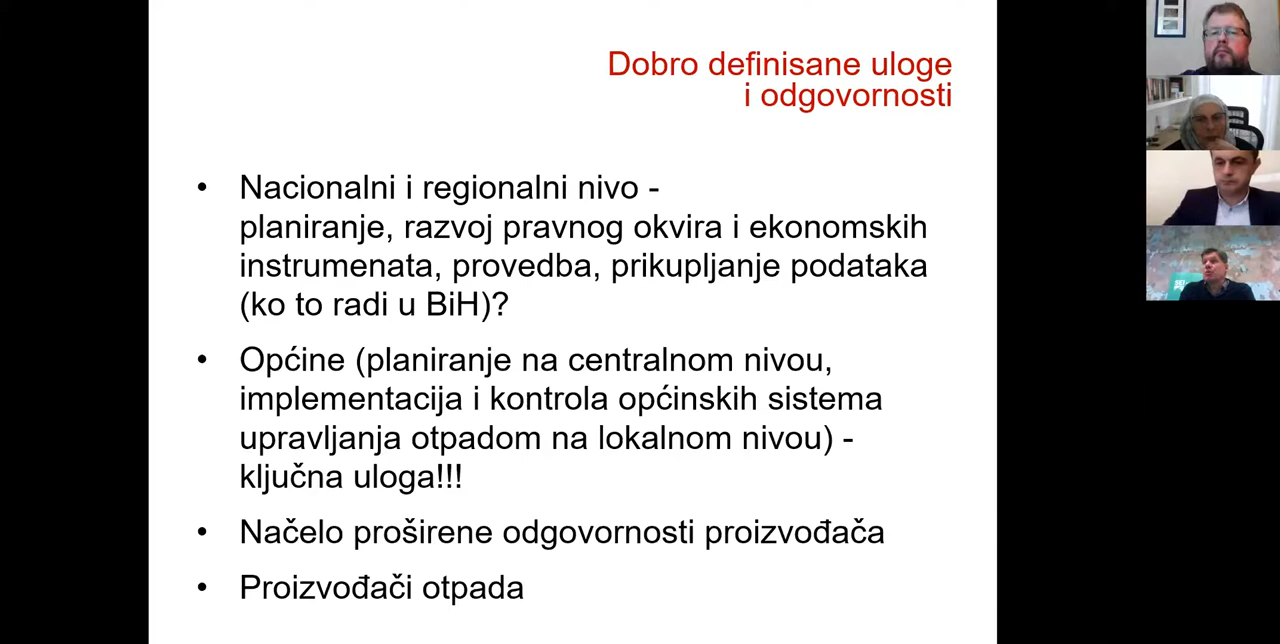 Dobro definisane uloge
i odgovornosti
• Nacionalni i regionalni nivo -
planiranje, razvoj pravnog okvira i ekonomskih
instrumenata, provedba, prikupljanje podataka
(ko to radi u BiH)?
• Općine (planiranje na centralnom nivou,
implementacija i kontrola općinskih sistema
upravljanja otpadom na lokalnom nivou) -
ključna uloga!!!
• Načelo proširene odgovornosti proizvođača
• Proizvođači otpada